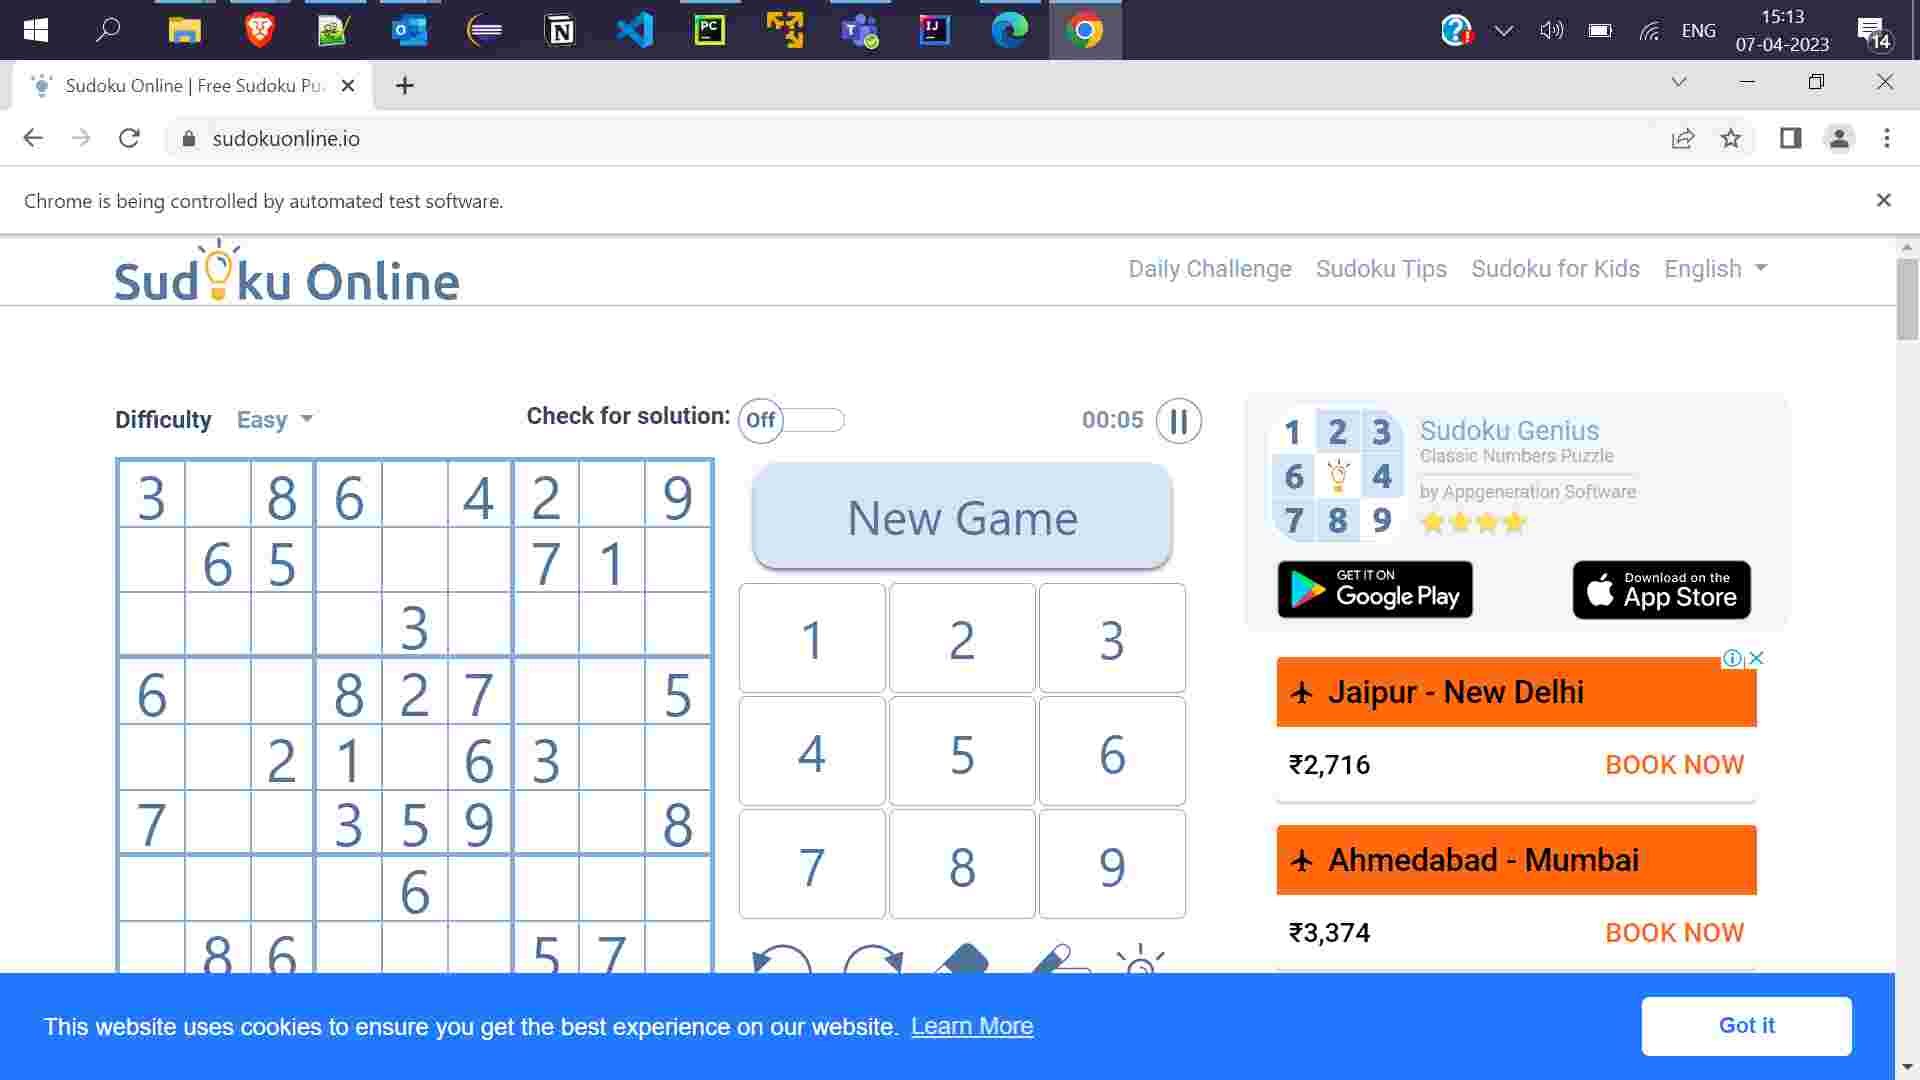 ENG
15:13
07-04-2023
14
Sudoku Online | Free Sudoku Pu
sudokuonline.io
Chrome is being controlled by automated test software.
Sudoku Online
Daily Challenge Sudoku Tips Sudoku for Kids English
Difficulty Easy
Check for solution: Off
00:05
3 8 6 4 2 9
6 5 7 1
3
6 8 2 7 5
2 1 6 3
7 3 5 9 8
6
8 6 5 7
New Game
1 2 3
4 5 6
7 8 9
1 2 3
6 4
7 8 9
Sudoku Genius
Classic Numbers Puzzle
by Appgeneration Software
GET IT ON
Google Play
Download on the
App Store
Jaipur - New Delhi
₹2,716 BOOK NOW
Ahmedabad - Mumbai
₹3,374 BOOK NOW
This website uses cookies to ensure you get the best experience on our website. Learn More
Got it